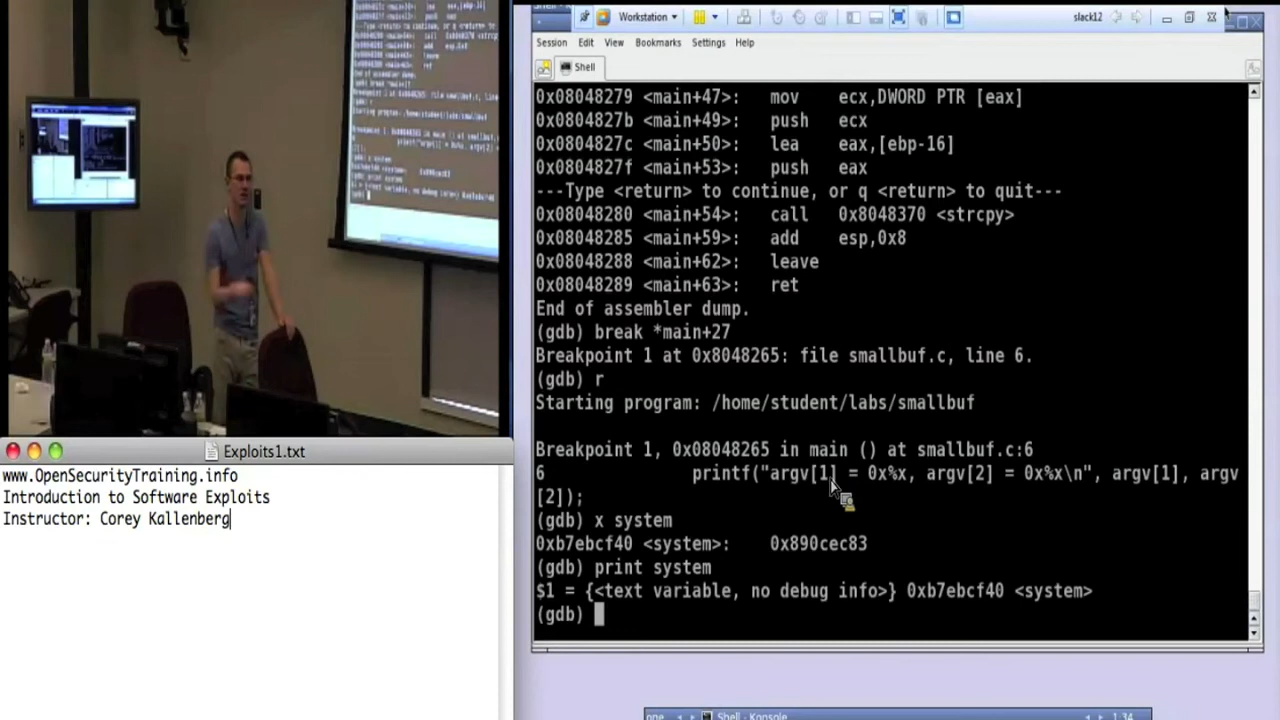 Workstation
slack12
Session Edit View Bookmarks Settings Help
Shell
0x08048279 <main+47>: mov ecx,DWORD PTR [eax]
0x0804827b <main+49>: push ecx
0x0804827c <main+50>: lea eax,[ebp-16]
0x0804827f <main+53>: push eax
---Type <return> to continue, or q <return> to quit---
0x08048280 <main+54>: call 0x8048370 <strcpy>
0x08048285 <main+59>: add esp,0x8
0x08048288 <main+62>: leave
0x08048289 <main+63>: ret
End of assembler dump.
(gdb) break *main+27
Breakpoint 1 at 0x8048265: file smallbuf.c, line 6.
(gdb) r
Starting program: /home/student/labs/smallbuf
Breakpoint 1, 0x08048265 in main () at smallbuf.c:6
6 printf("argv[1] = 0x%x, argv[2] = 0x%x\n", argv[1], argv
[2]);
(gdb) x system
0xb7ebcf40 <system>: 0x890cec83
(gdb) print system
$1 = {<text variable, no debug info>} 0xb7ebcf40 <system>
(gdb)
Shell - Konsole
Exploits1.txt
www.OpenSecurityTraining.info
Introduction to Software Exploits
Instructor: Corey Kallenberg